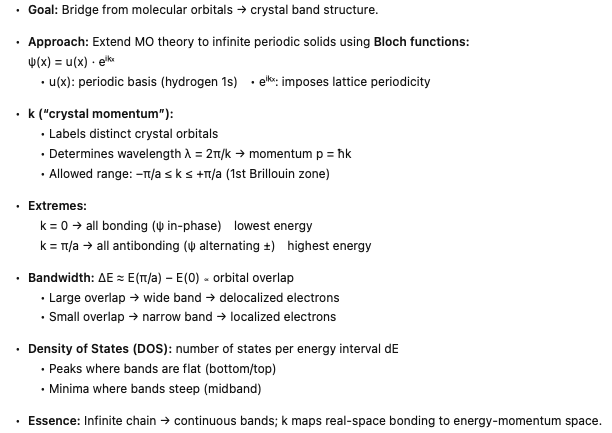 • Goal: Bridge from molecular orbitals → crystal band structure.
• Approach: Extend MO theory to infinite periodic solids using Bloch functions:
ψ(x) = u(x) · eⁱᵏˣ
• u(x): periodic basis (hydrogen 1s) • eⁱᵏˣ: imposes lattice periodicity
• k (“crystal momentum”):
• Labels distinct crystal orbitals
• Determines wavelength λ = 2π/k → momentum p = ħk
• Allowed range: −π/a ≤ k ≤ +π/a (1st Brillouin zone)
• Extremes:
k = 0 → all bonding (ψ in-phase) lowest energy
k = π/a → all antibonding (ψ alternating ±) highest energy
• Bandwidth: ΔE ≈ E(π/a) − E(0) ∝ orbital overlap
• Large overlap → wide band → delocalized electrons
• Small overlap → narrow band → localized electrons
• Density of States (DOS): number of states per energy interval dE
• Peaks where bands are flat (bottom/top)
• Minima where bands steep (midband)
• Essence: Infinite chain → continuous bands; k maps real-space bonding to energy-momentum space.